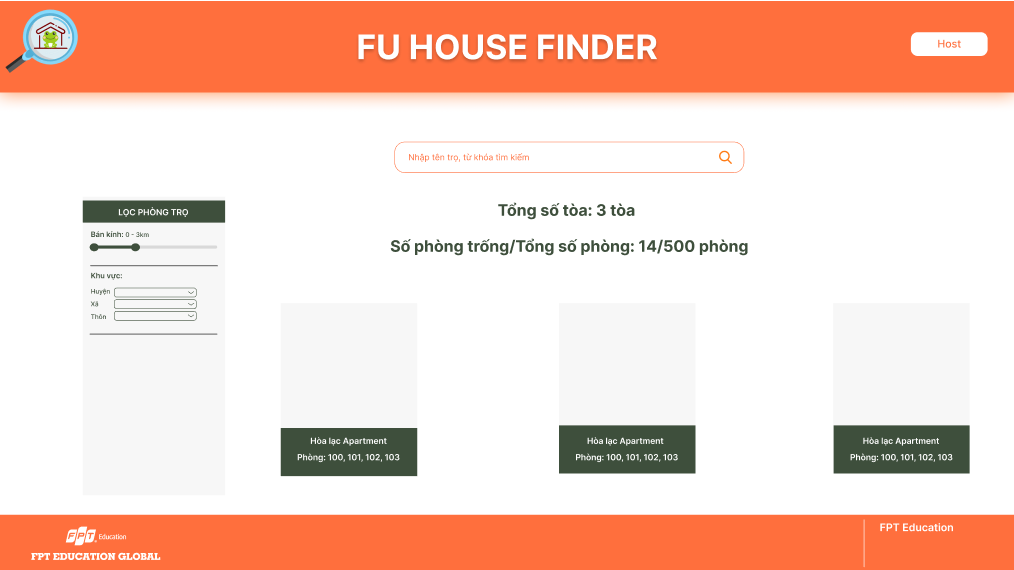 FU HOUSE FINDER
Host
Nhập tên trọ, từ khóa tìm kiếm
LỌC PHÒNG TRỌ
Bán kính: 0 - 3km
Khu vực:
Huyện
Xã
Thôn
Tổng số tòa: 3 tòa
Số phòng trống/Tổng số phòng: 14/500 phòng
Hòa lạc Apartment
Phòng: 100, 101, 102, 103
Hòa lạc Apartment
Phòng: 100, 101, 102, 103
Hòa lạc Apartment
Phòng: 100, 101, 102, 103
FPT Education
FPT EDUCATION GLOBAL
FPT Education